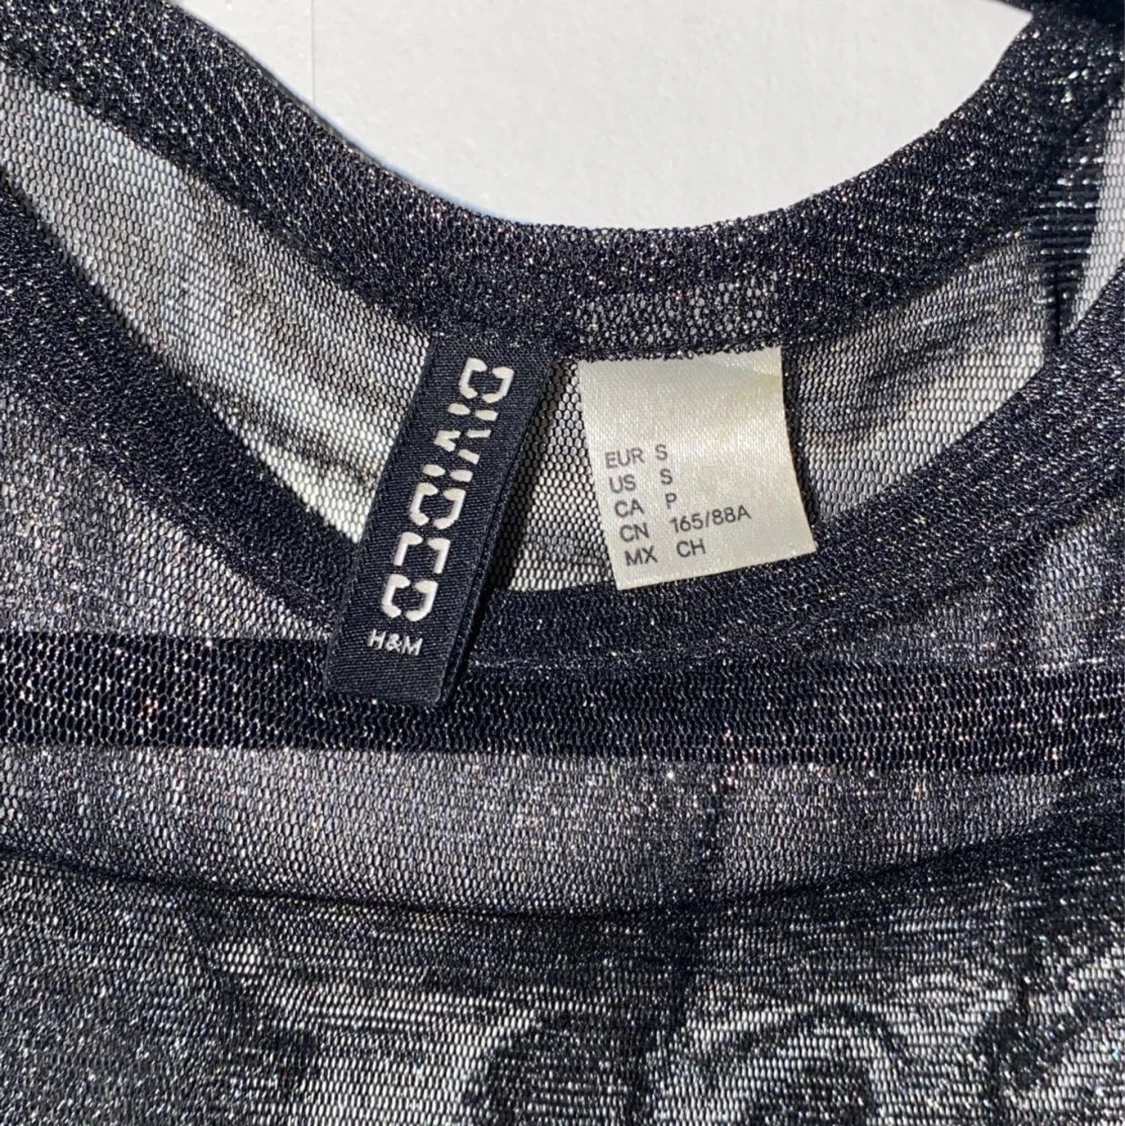 DIVIDED
H&M
EUR S
US S
CA P
CN 165/88A
MX CH